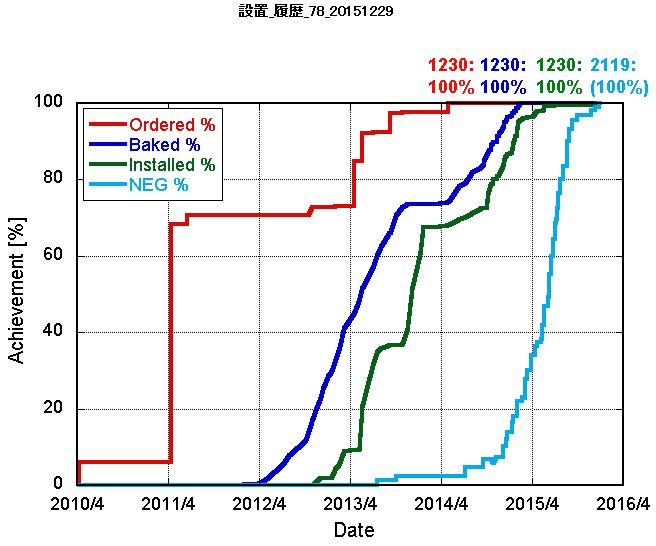 設置_履歴_78_20151229
1230: 1230: 1230: 2119:
100% 100% 100% (100%)
Ordered %
Baked %
Installed %
NEG %
Achievement [%]
100
80
60
40
20
0
2010/4 2011/4 2012/4 2013/4 2014/4 2015/4 2016/4
Date